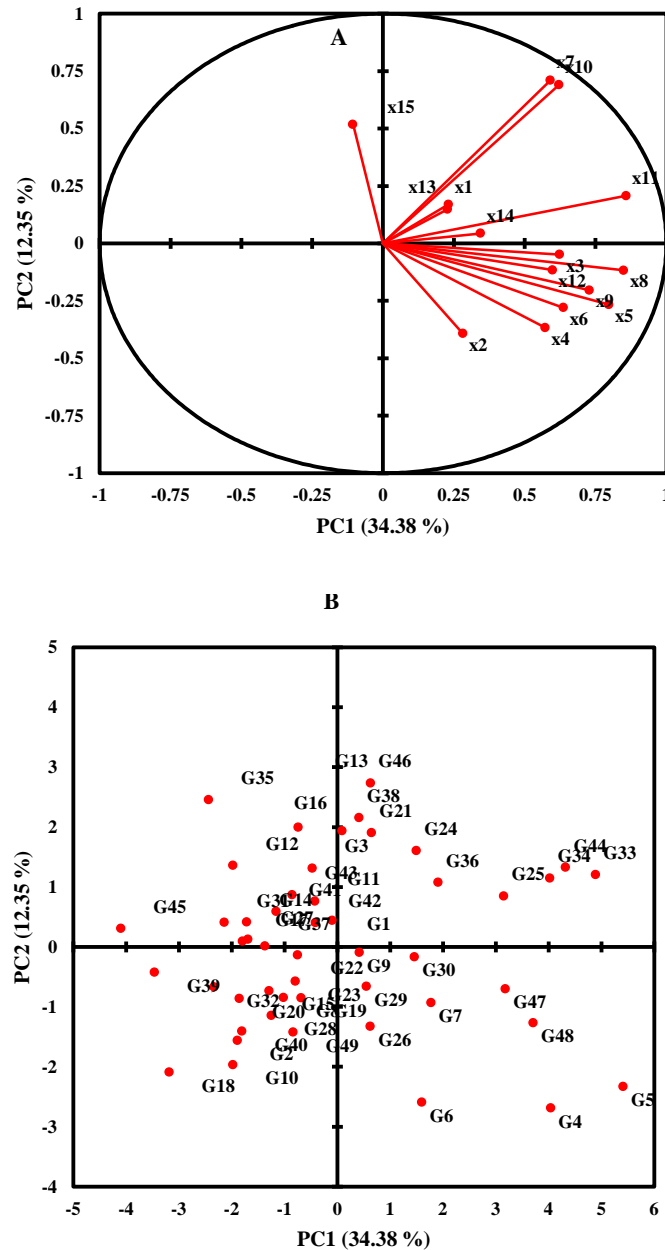 1
A
x7
x10
0.75
x15
0.5
x11
0.25
x13 x1
x14
0
x3
x8
x12
x9
-0.25
x6
x5
x4
x2
-0.5
-0.75
-1
-1 -0.75 -0.5 -0.25 0 0.25 0.5 0.75 1
PC1 (34.38 %)
PC2 (12.35 %)
B
5
4
3
G13 G46
G35
G38
G16
G21
2
G24
G12
G3
G36
G44
G33
G34
G43
G25
G11
1
G41
G14
G31
G42
G45
G27
G37
G1
0
G22
G9
G30
G39
G23
G32
G15
G29
G47
-1
G20
G8
G19
G7
G28
G48
G40
G49
G26
G2
-2
G18
G10
G5
G6
G4
-3
-4
-5 -4 -3 -2 -1 0 1 2 3 4 5 6
PC1 (34.38 %)
PC2 (12.35 %)